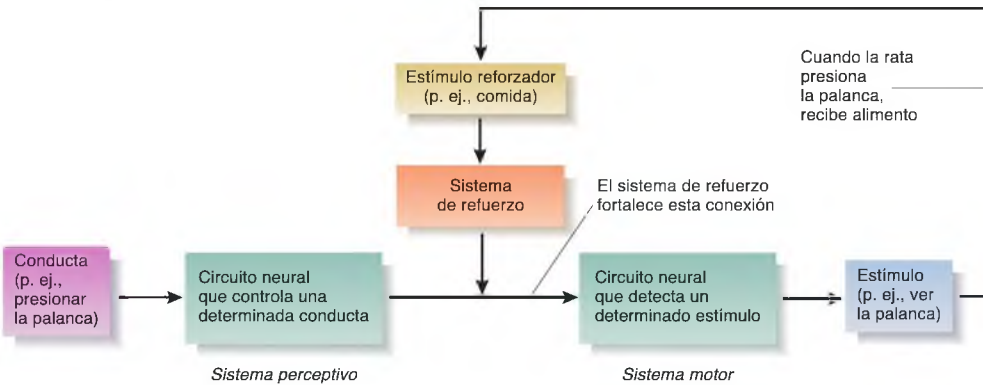 Cuando la rata
presiona
la palanca,
recibe alimento
Estímulo reforzador
(p. ej., comida)
Sistema
de refuerzo
El sistema de refuerzo
fortalece esta conexión
Conducta
(p. ej.,
presionar
la palanca)
Circuito neural
que controla una
determinada conducta
Circuito neural
que detecta un
determinado estímulo
Estímulo
(p. ej., ver
la palanca)
Sistema perceptivo
Sistema motor